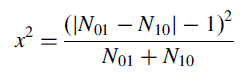 x² = (|N₀₁ − N₁₀| − 1)² / (N₀₁ + N₁₀)